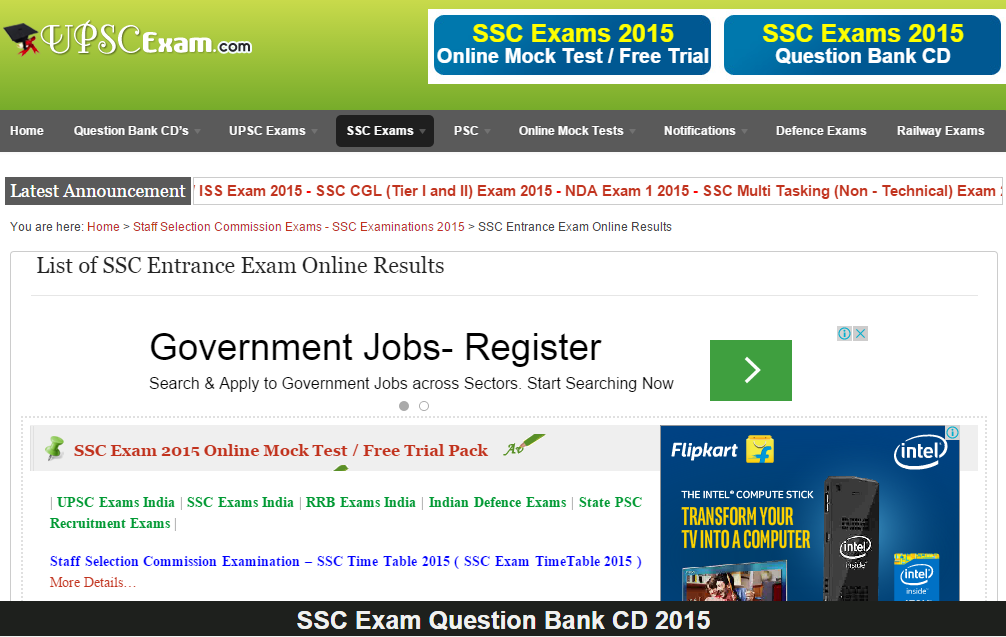 UPSCExam.com
SSC Exams 2015
Online Mock Test / Free Trial
SSC Exams 2015
Question Bank CD
Home
Question Bank CD's
UPSC Exams
SSC Exams
PSC
Online Mock Tests
Notifications
Defence Exams
Railway Exams
Latest Announcement
ISS Exam 2015 - SSC CGL (Tier I and II) Exam 2015 - NDA Exam 1 2015 - SSC Multi Tasking (Non - Technical) Exam
You are here: Home > Staff Selection Commission Exams - SSC Examinations 2015 > SSC Entrance Exam Online Results
List of SSC Entrance Exam Online Results
Government Jobs- Register
Search & Apply to Government Jobs across Sectors. Start Searching Now
SSC Exam 2015 Online Mock Test / Free Trial Pack
A+
| UPSC Exams India | SSC Exams India | RRB Exams India | Indian Defence Exams | State PSC
Recruitment Exams |
Staff Selection Commission Examination – SSC Time Table 2015 ( SSC Exam TimeTable 2015 )
More Details…
Flipkart
intel
THE INTEL® COMPUTE STICK
TRANSFORM YOUR
TV INTO A COMPUTER
intel
inside
intel
inside
SSC Exam Question Bank CD 2015